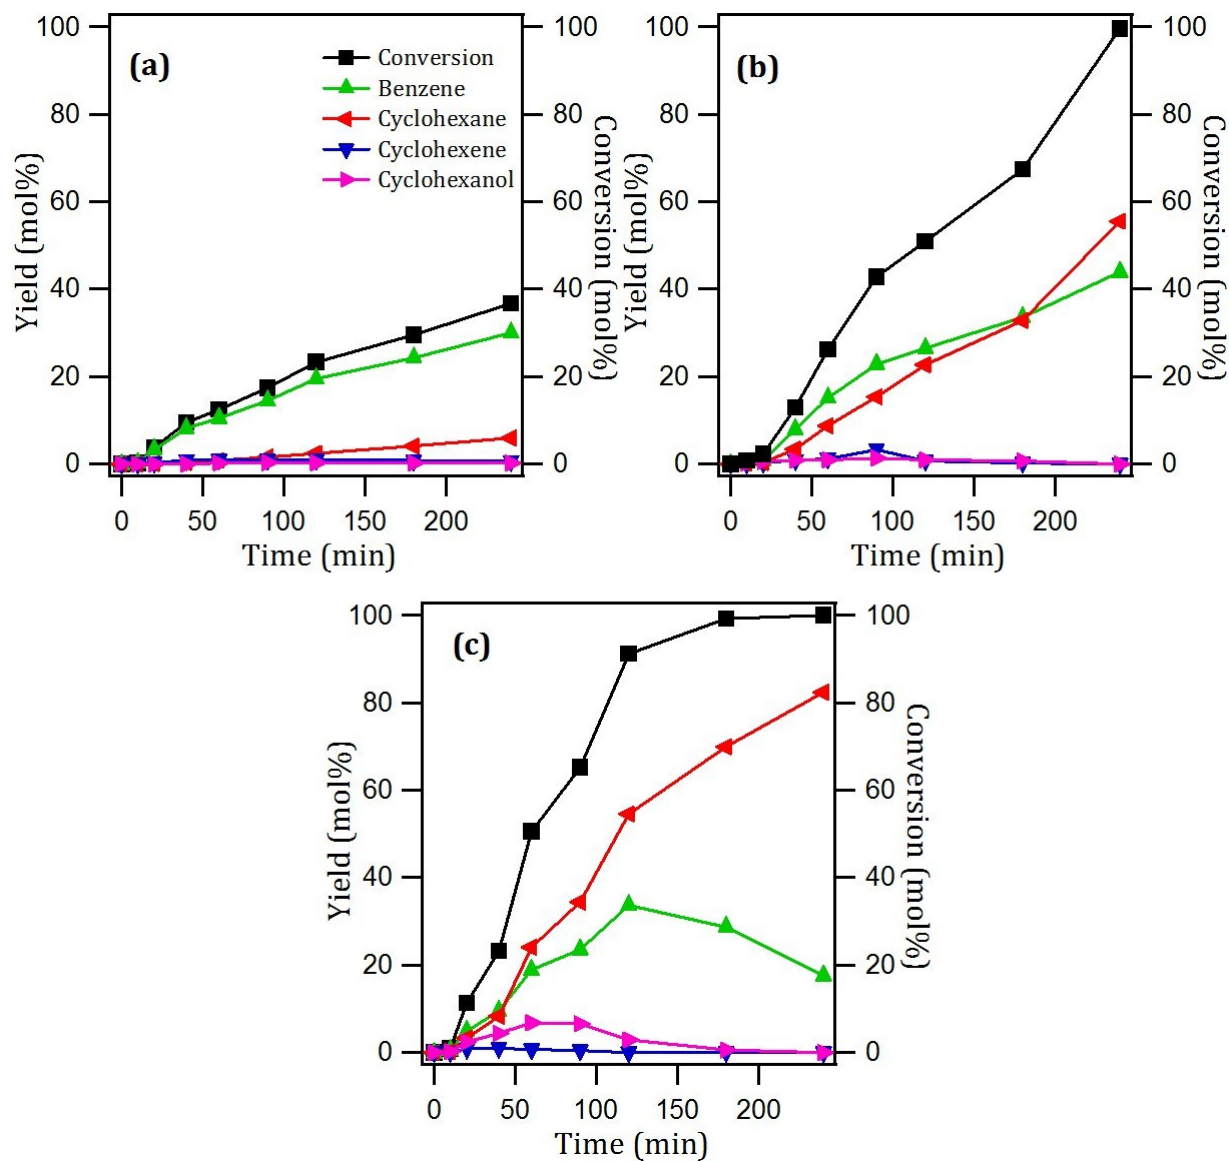 (a)
Conversion
Benzene
Cyclohexane
Cyclohexene
Cyclohexanol
100
80
60
40
20
0
Yield (mol%)
100
80
60
40
20
0
Conversion (mol%)
0 50 100 150 200
Time (min)
(b)
100
80
60
40
20
0
Yield (mol%)
100
80
60
40
20
0
Conversion (mol%)
0 50 100 150 200
Time (min)
(c)
100
80
60
40
20
0
Yield (mol%)
100
80
60
40
20
0
Conversion (mol%)
0 50 100 150 200
Time (min)